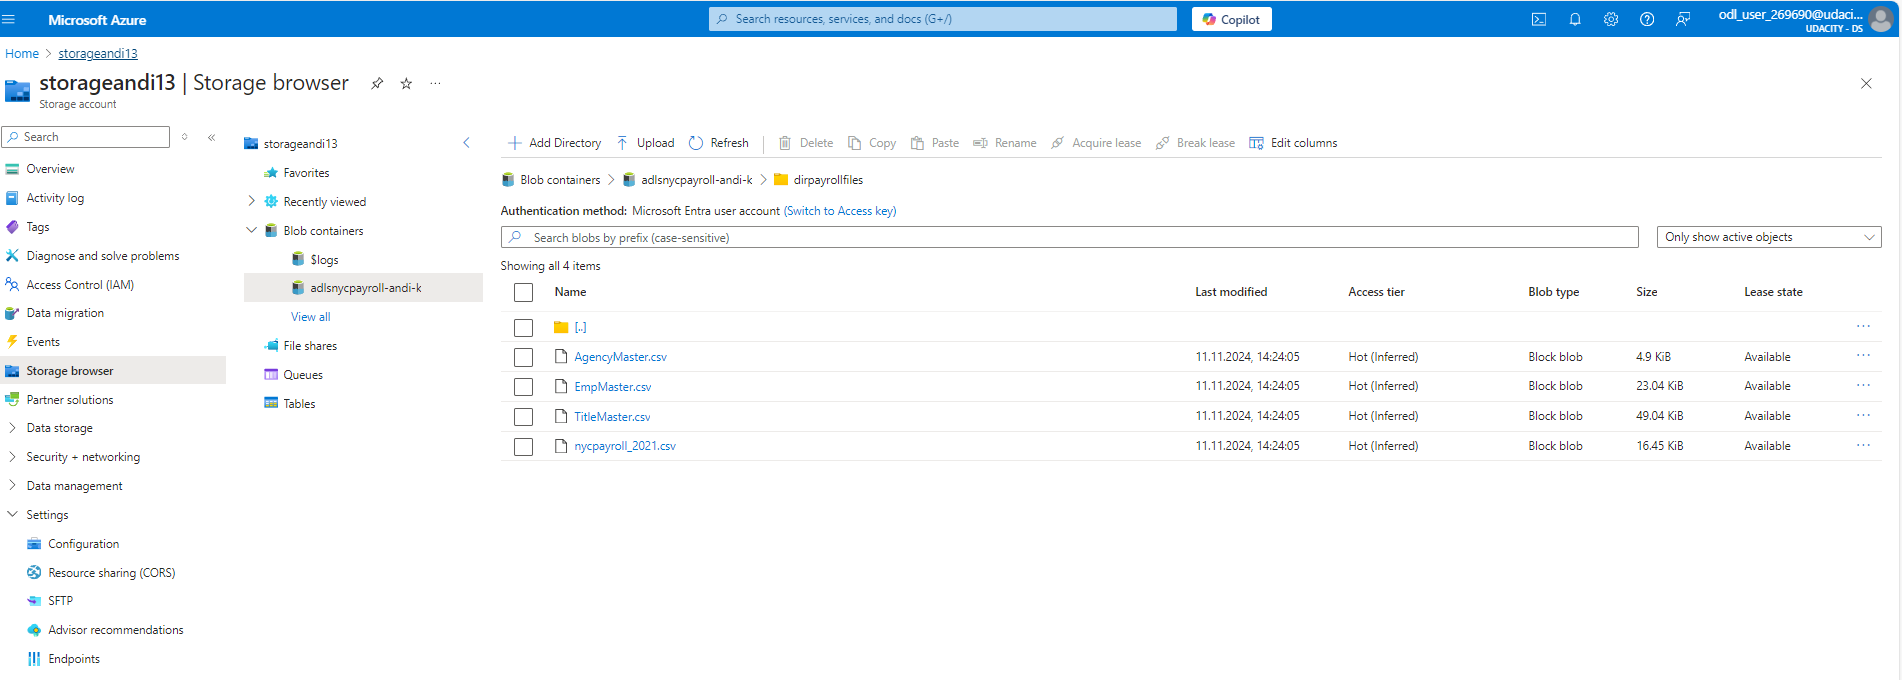 Microsoft Azure
Search resources, services, and docs (G+/)
Copilot
odl_user_269690@udaci...
UDACITY - DS
Home > storageandi13
storageandi13 | Storage browser
Storage account
Search
Overview
Activity log
Tags
Diagnose and solve problems
Access Control (IAM)
Data migration
Events
Storage browser
Partner solutions
Data storage
Security + networking
Data management
Settings
Configuration
Resource sharing (CORS)
SFTP
Advisor recommendations
Endpoints
storageandi13
Favorites
Recently viewed
Blob containers
$logs
adlsnycpayroll-andi-k
View all
File shares
Queues
Tables
Add Directory Upload Refresh Delete Copy Paste Rename Acquire lease Break lease Edit columns
Blob containers > adlsnycpayroll-andi-k > dirpayrollfiles
Authentication method: Microsoft Entra user account (Switch to Access key)
Search blobs by prefix (case-sensitive)
Only show active objects
Showing all 4 items
Name Last modified Access tier Blob type Size Lease state
[..]
AgencyMaster.csv 11.11.2024, 14:24:05 Hot (Inferred) Block blob 4.9 KiB Available
EmpMaster.csv 11.11.2024, 14:24:05 Hot (Inferred) Block blob 23.04 KiB Available
TitleMaster.csv 11.11.2024, 14:24:05 Hot (Inferred) Block blob 49.04 KiB Available
nycpayroll_2021.csv 11.11.2024, 14:24:05 Hot (Inferred) Block blob 16.45 KiB Available